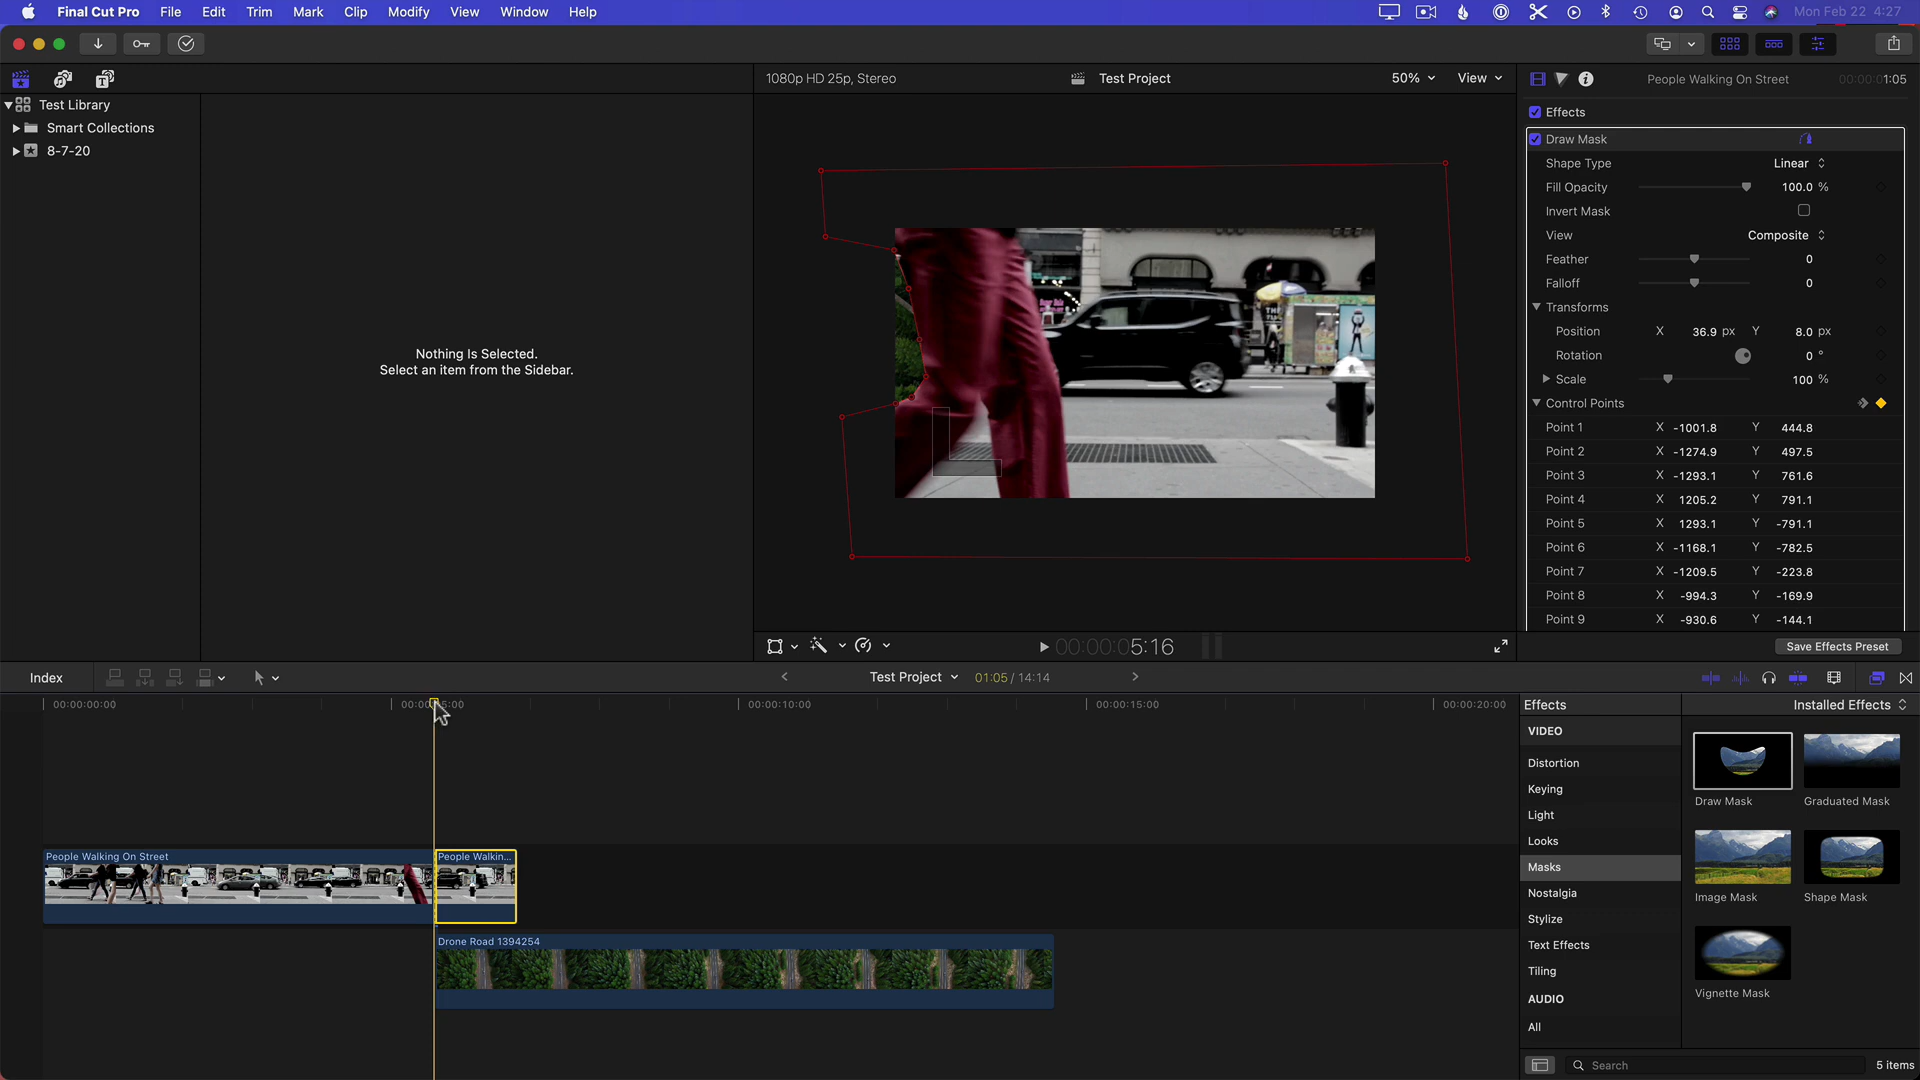 Final Cut Pro File Edit Trim Mark Clip Modify View Window Help Mon Feb 22 4:27
1080p HD 25p, Stereo Test Project 50% View People Walking On Street 00:00:01:05
Test Library
Smart Collections
8-7-20
Nothing Is Selected.
Select an item from the Sidebar.
Effects
Draw Mask
Shape Type Linear
Fill Opacity 100.0 %
Invert Mask
View Composite
Feather 0
Falloff 0
Transforms
Position X 36.9 px Y 8.0 px
Rotation 0 °
Scale 100 %
Control Points
Point 1 X -1001.8 Y 444.8
Point 2 X -1274.9 Y 497.5
Point 3 X -1293.1 Y 761.6
Point 4 X 1205.2 Y 791.1
Point 5 X 1293.1 Y -791.1
Point 6 X -1168.1 Y -782.5
Point 7 X -1209.5 Y -223.8
Point 8 X -994.3 Y -169.9
Point 9 X -930.6 Y -144.1
00:00:05:16
Save Effects Preset
Index Test Project 01:05 / 14:14
00:00:00:00 00:00:10:00 00:00:15:00 00:00:20:00
People Walking On Street People Walkin...
Drone Road 1394254
Effects Installed Effects
VIDEO
Distortion
Keying
Light
Looks
Masks
Nostalgia
Stylize
Text Effects
Tiling
AUDIO
All
Draw Mask Graduated Mask
Image Mask Shape Mask
Vignette Mask
Search 5 items